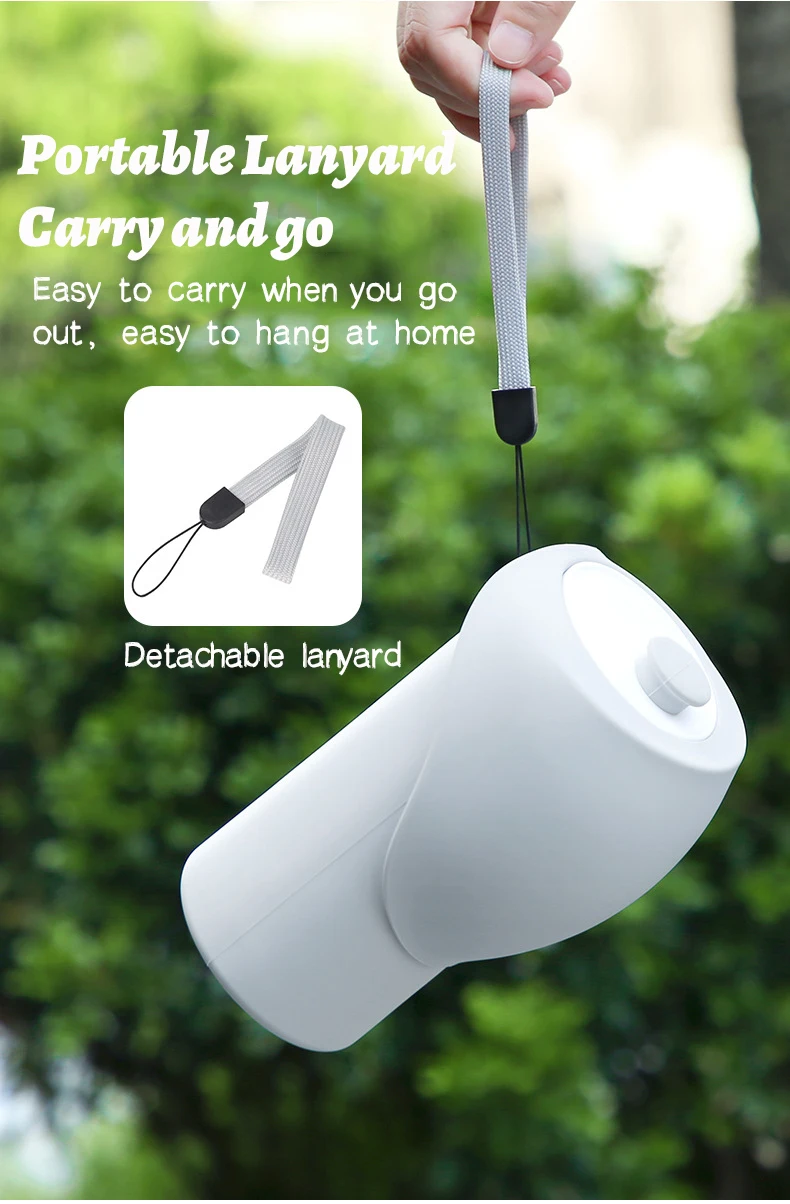 Portable Lanyard
Carry and go
Easy to carry when you go
out, easy to hang at home
Detachable lanyard